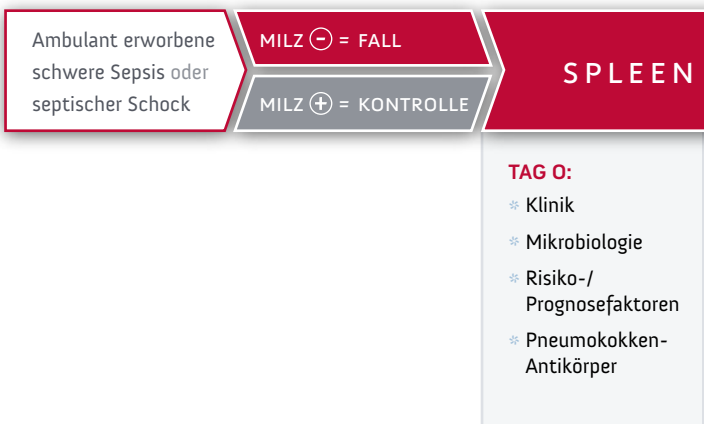 Ambulant erworbene
schwere Sepsis oder
septischer Schock
MILZ ⊖ = FALL
MILZ ⊕ = KONTROLLE
SPLEEN
TAG 0:
* Klinik
* Mikrobiologie
* Risiko-/
Prognosefaktoren
* Pneumokokken-
Antikörper